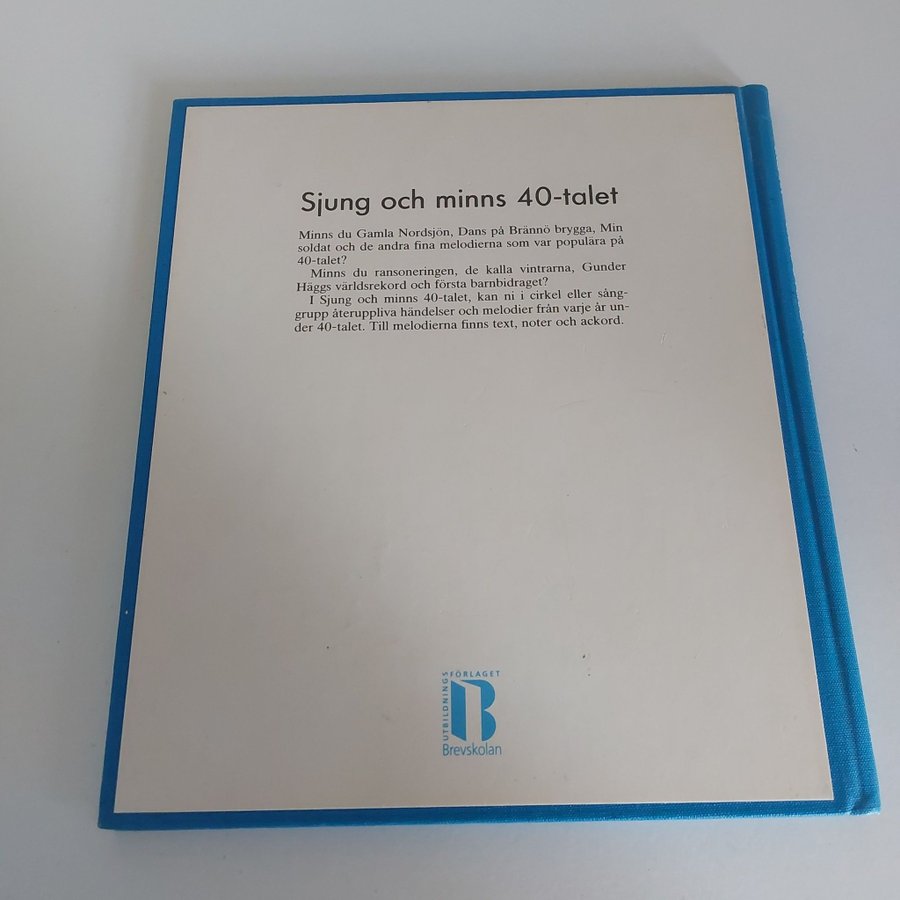 Sjung och minns 40-talet
Minns du Gamla Nordsjön, Dans på Brännö brygga, Min
soldat och de andra fina melodierna som var populära på
40-talet?
Minns du ransoneringen, de kalla vintrarna, Gunder
Häggs världsrekord och första barnbidraget?
I Sjung och minns 40-talet, kan ni i cirkel eller sång-
grupp återuppliva händelser och melodier från varje år un-
der 40-talet. Till melodierna finns text, noter och ackord.
UTBILDNINGS
FÖRLAGET
B
Brevskolan